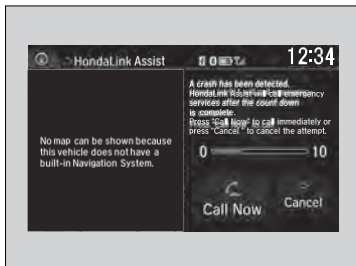 HondaLink Assist
12:34
A crash has been detected.
HondaLink Assist will call emergency
services after the count down
is complete.
Press "Call Now" to call immediately or
press "Cancel" to cancel the attempt.
No map can be shown because
this vehicle does not have a
built-in Navigation System.
0 10
Call Now
Cancel